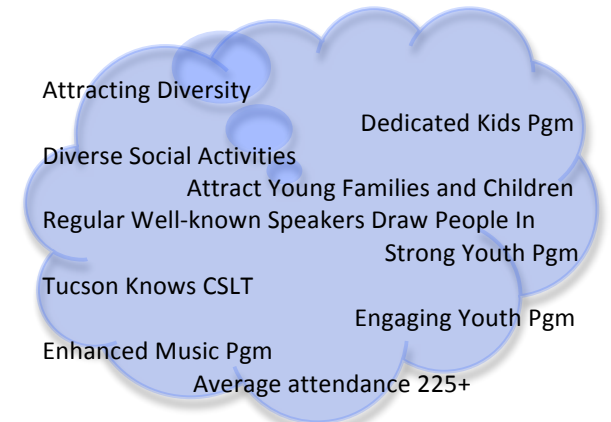 Attracting Diversity
Dedicated Kids Pgm
Diverse Social Activities
Attract Young Families and Children
Regular Well-known Speakers Draw People In
Strong Youth Pgm
Tucson Knows CSLT
Engaging Youth Pgm
Enhanced Music Pgm
Average attendance 225+